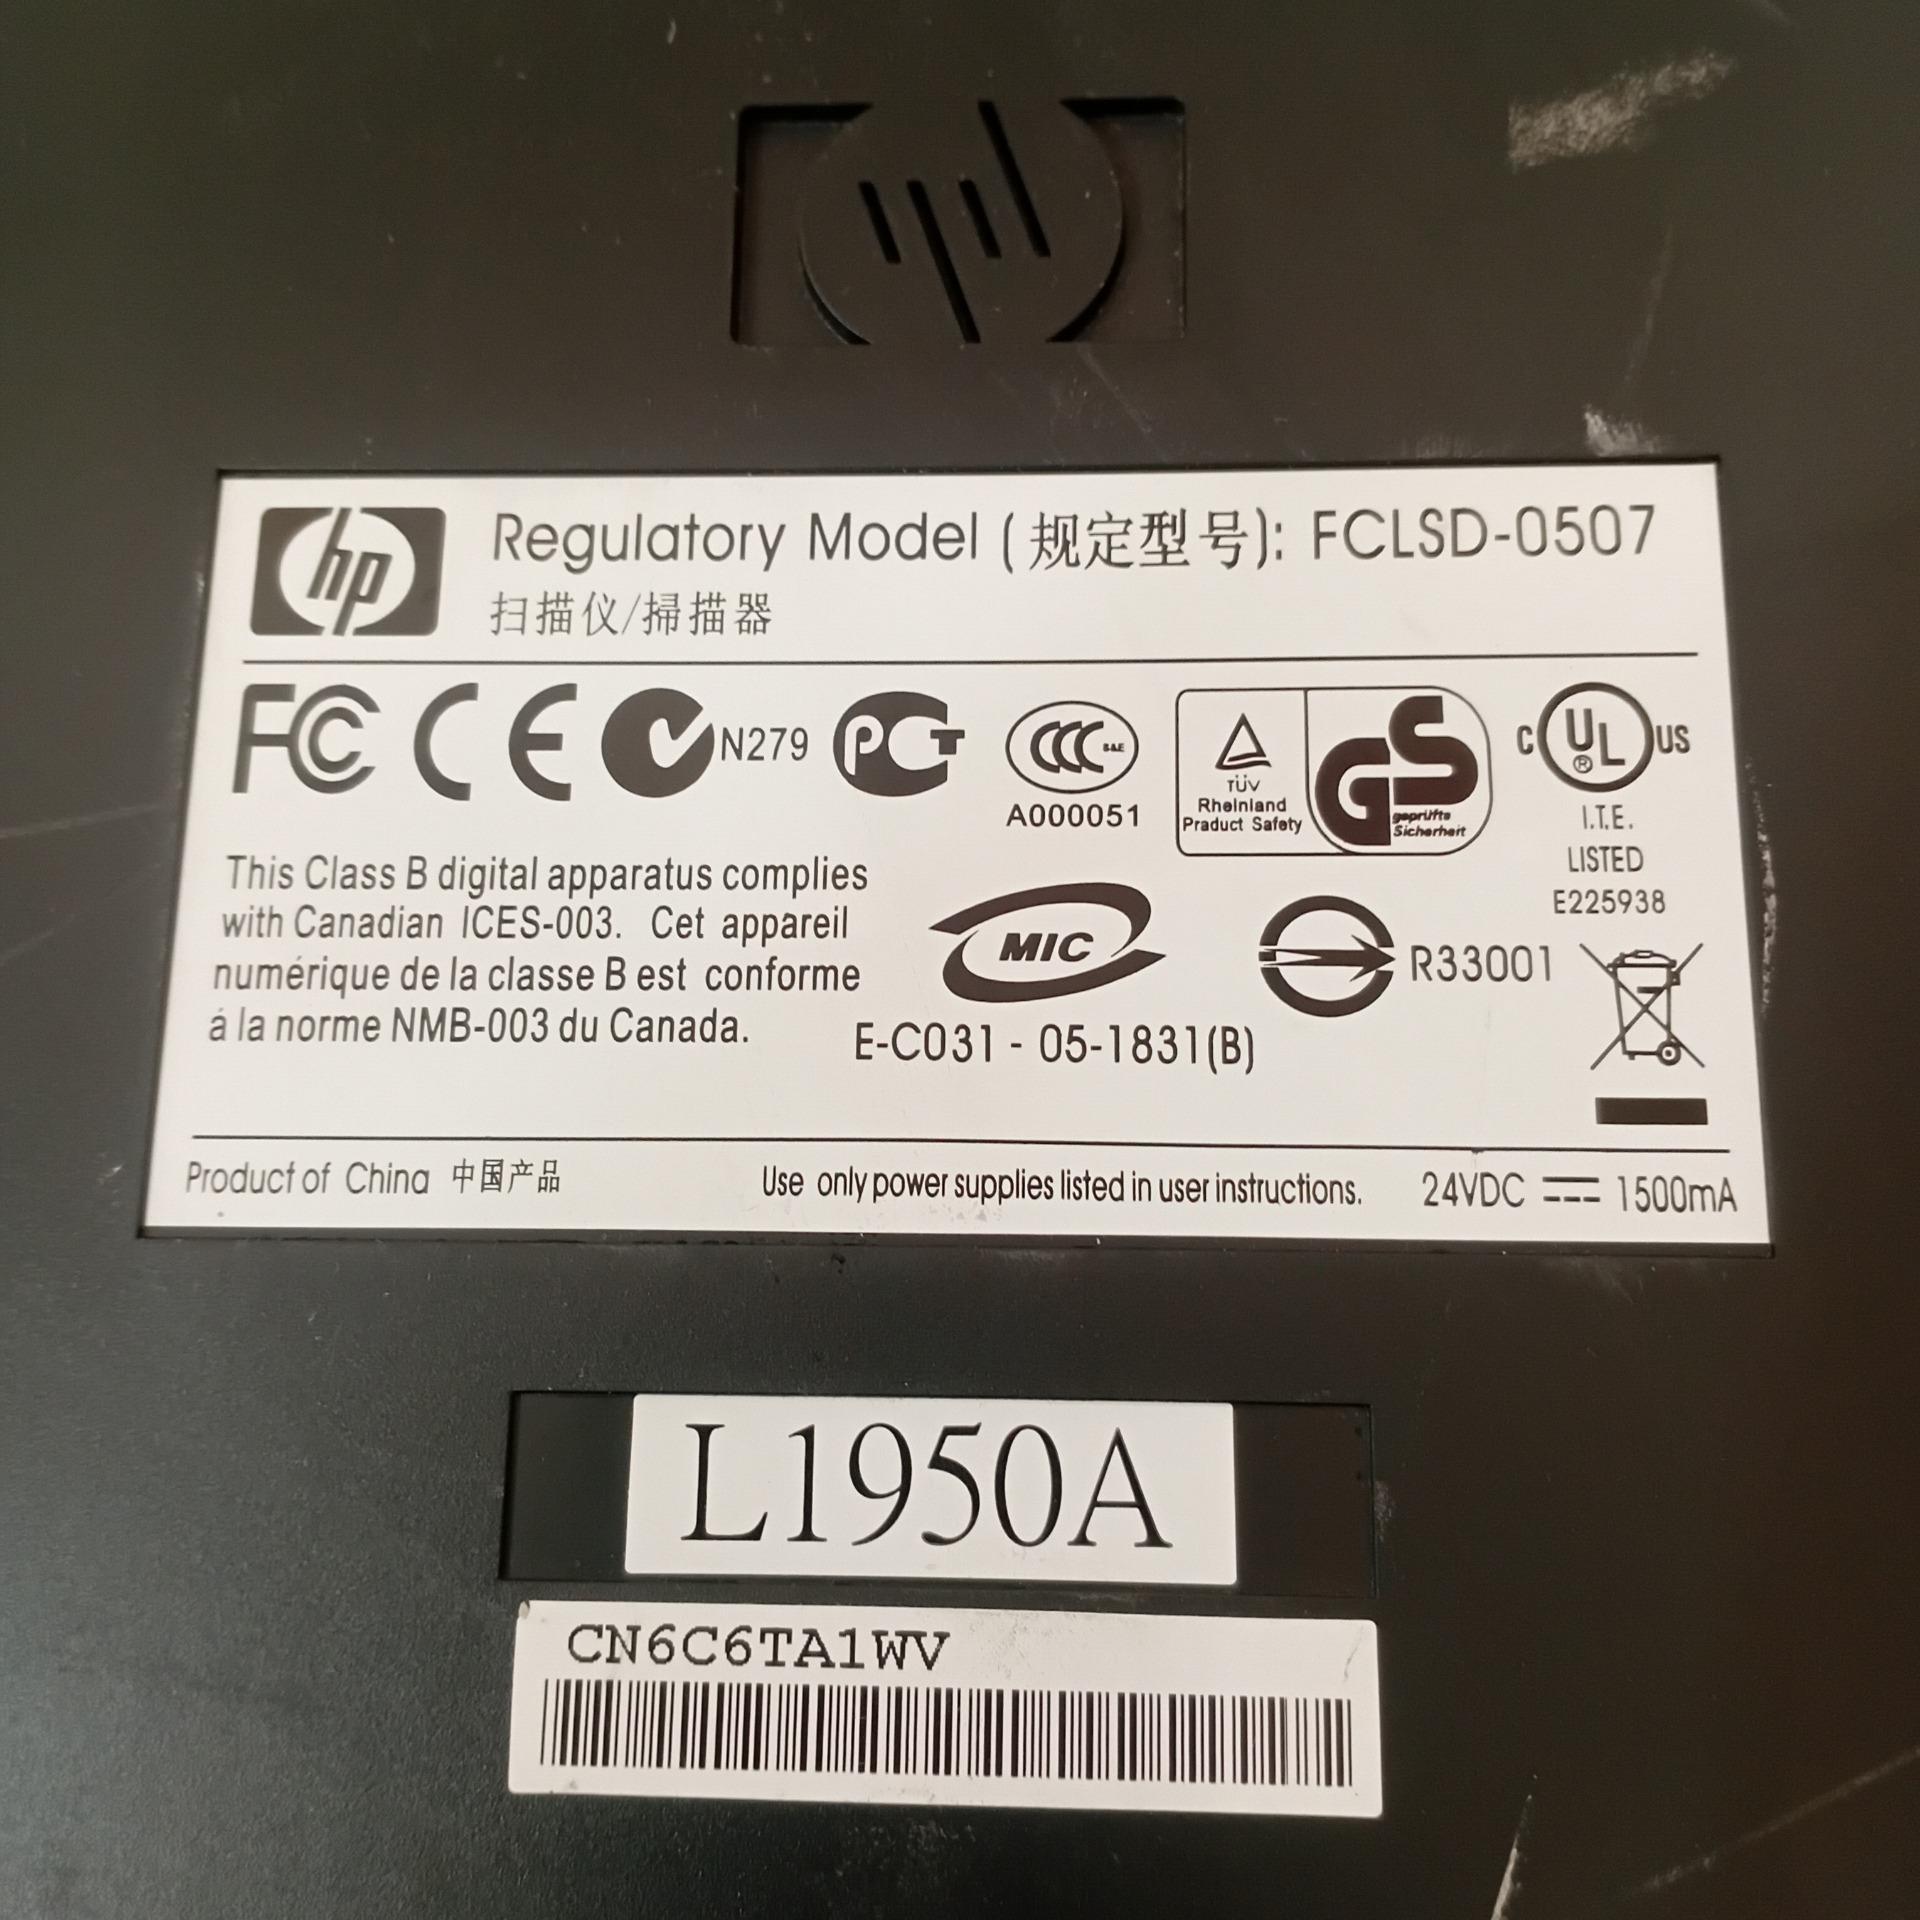 hp
Regulatory Model (规定型号): FCLSD-0507
扫描仪/掃描器
FC CE N279 PCT CCC S&E
A000051
TÜV
Rheinland
Product Safety
GS
geprüfte
Sicherheit
C UL US
®
I.T.E.
LISTED
E225938
This Class B digital apparatus complies
with Canadian ICES-003. Cet appareil
numérique de la classe B est conforme
á la norme NMB-003 du Canada.
MIC
E-C031 - 05-1831(B)
R33001
Product of China 中国产品
Use only power supplies listed in user instructions.
24VDC 1500mA
L1950A
CN6C6TA1WV